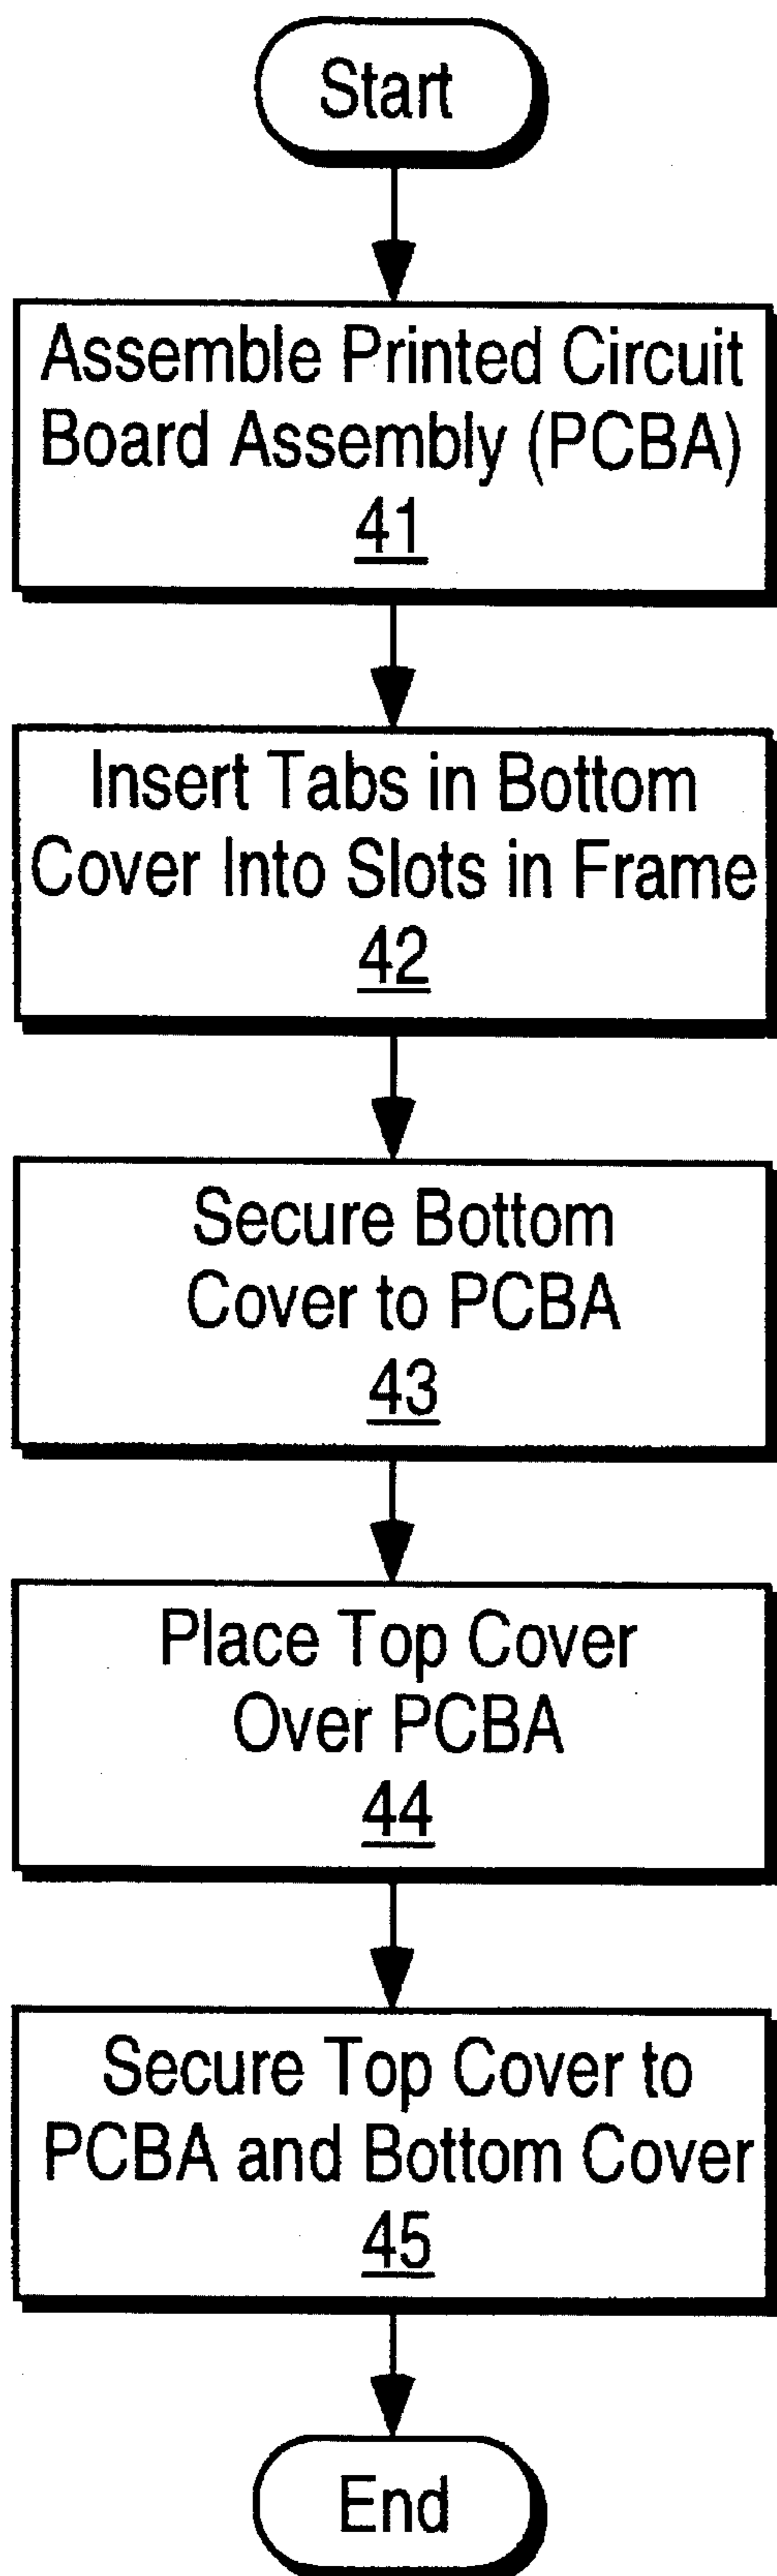 Start
Assemble Printed Circuit
Board Assembly (PCBA)
41
Insert Tabs in Bottom
Cover Into Slots in Frame
42
Secure Bottom
Cover to PCBA
43
Place Top Cover
Over PCBA
44
Secure Top Cover to
PCBA and Bottom Cover
45
End